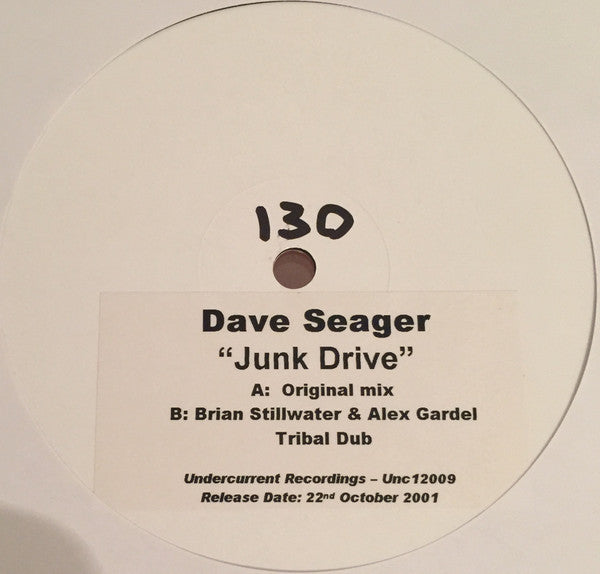 130
Dave Seager
“Junk Drive”
A: Original mix
B: Brian Stillwater & Alex Gardel
Tribal Dub
Undercurrent Recordings – Unc12009
Release Date: 22nd October 2001